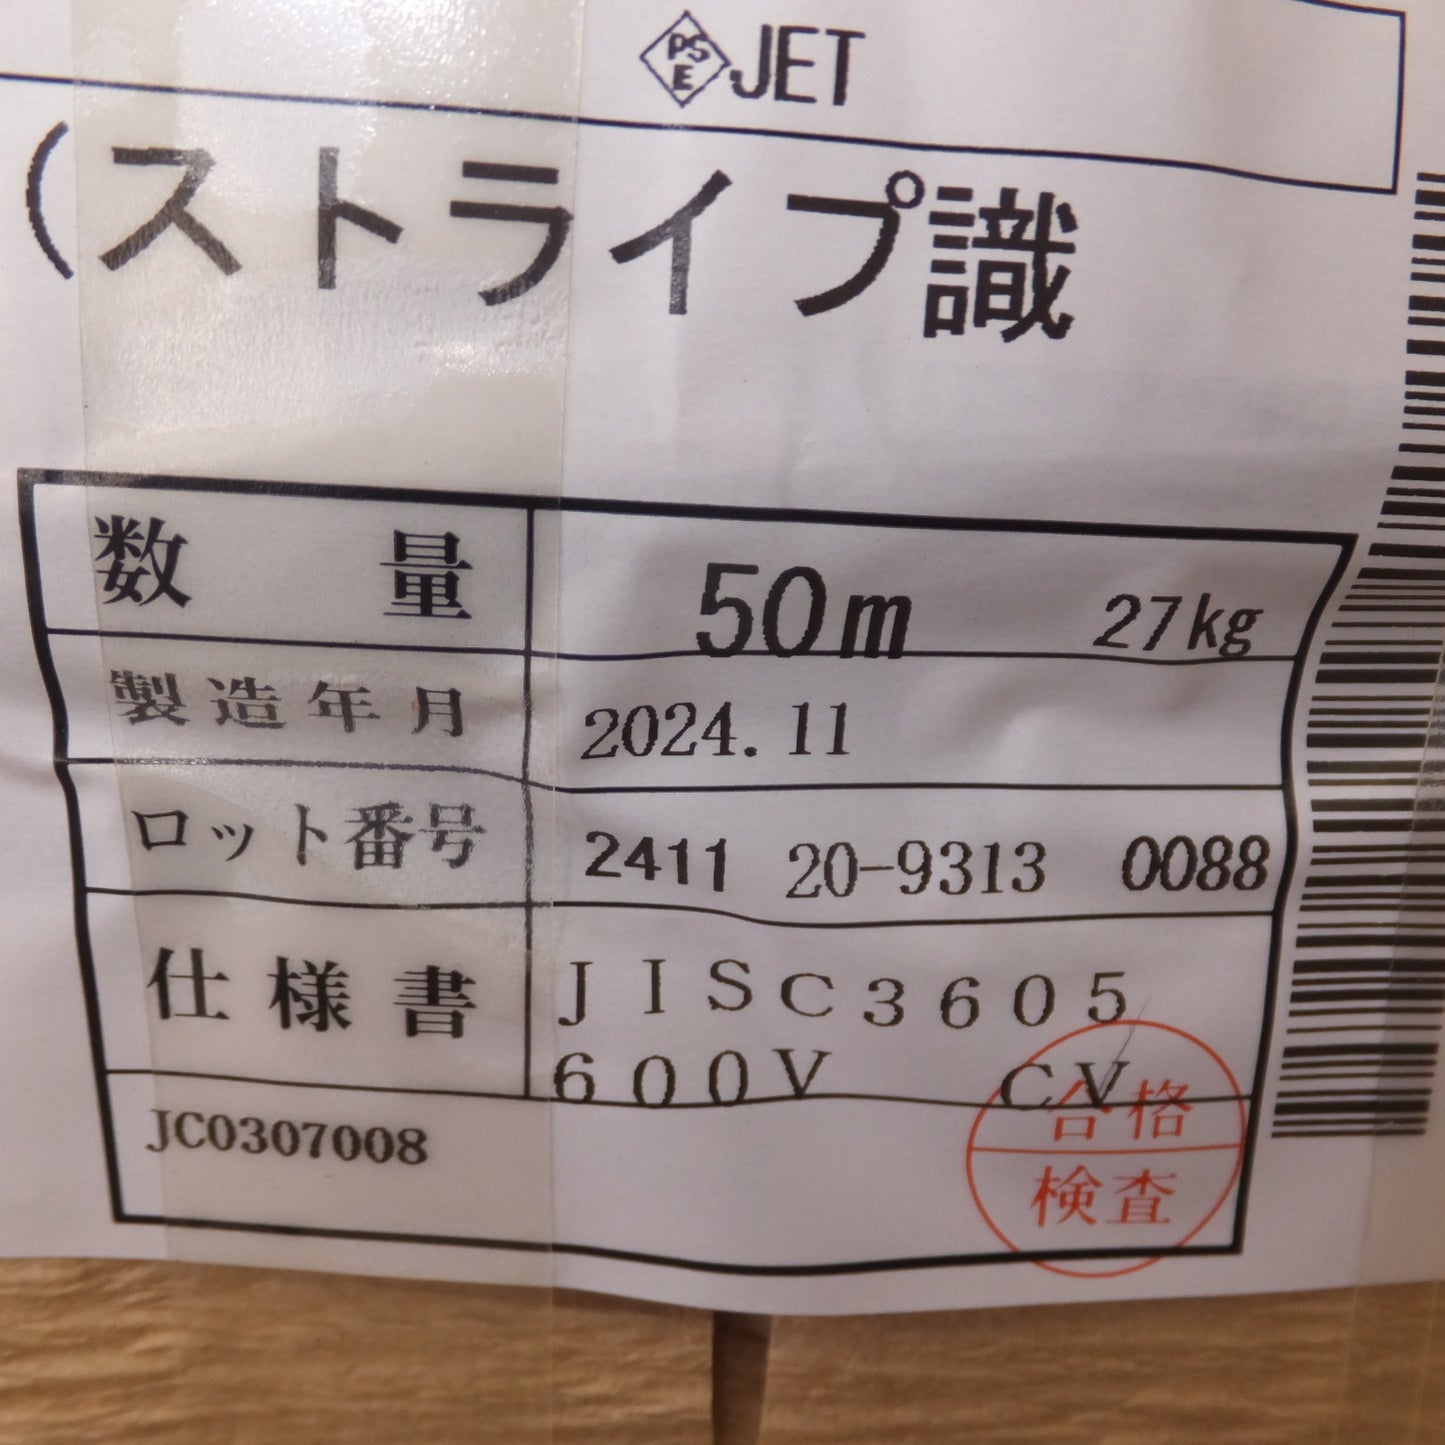 PSE JET
(ストライプ識
数量 50m 27kg
製造年月 2024.11
ロット番号 2411 20-9313 0088
仕様書 JISC3605
600V CV
JC0307008
合格
検査